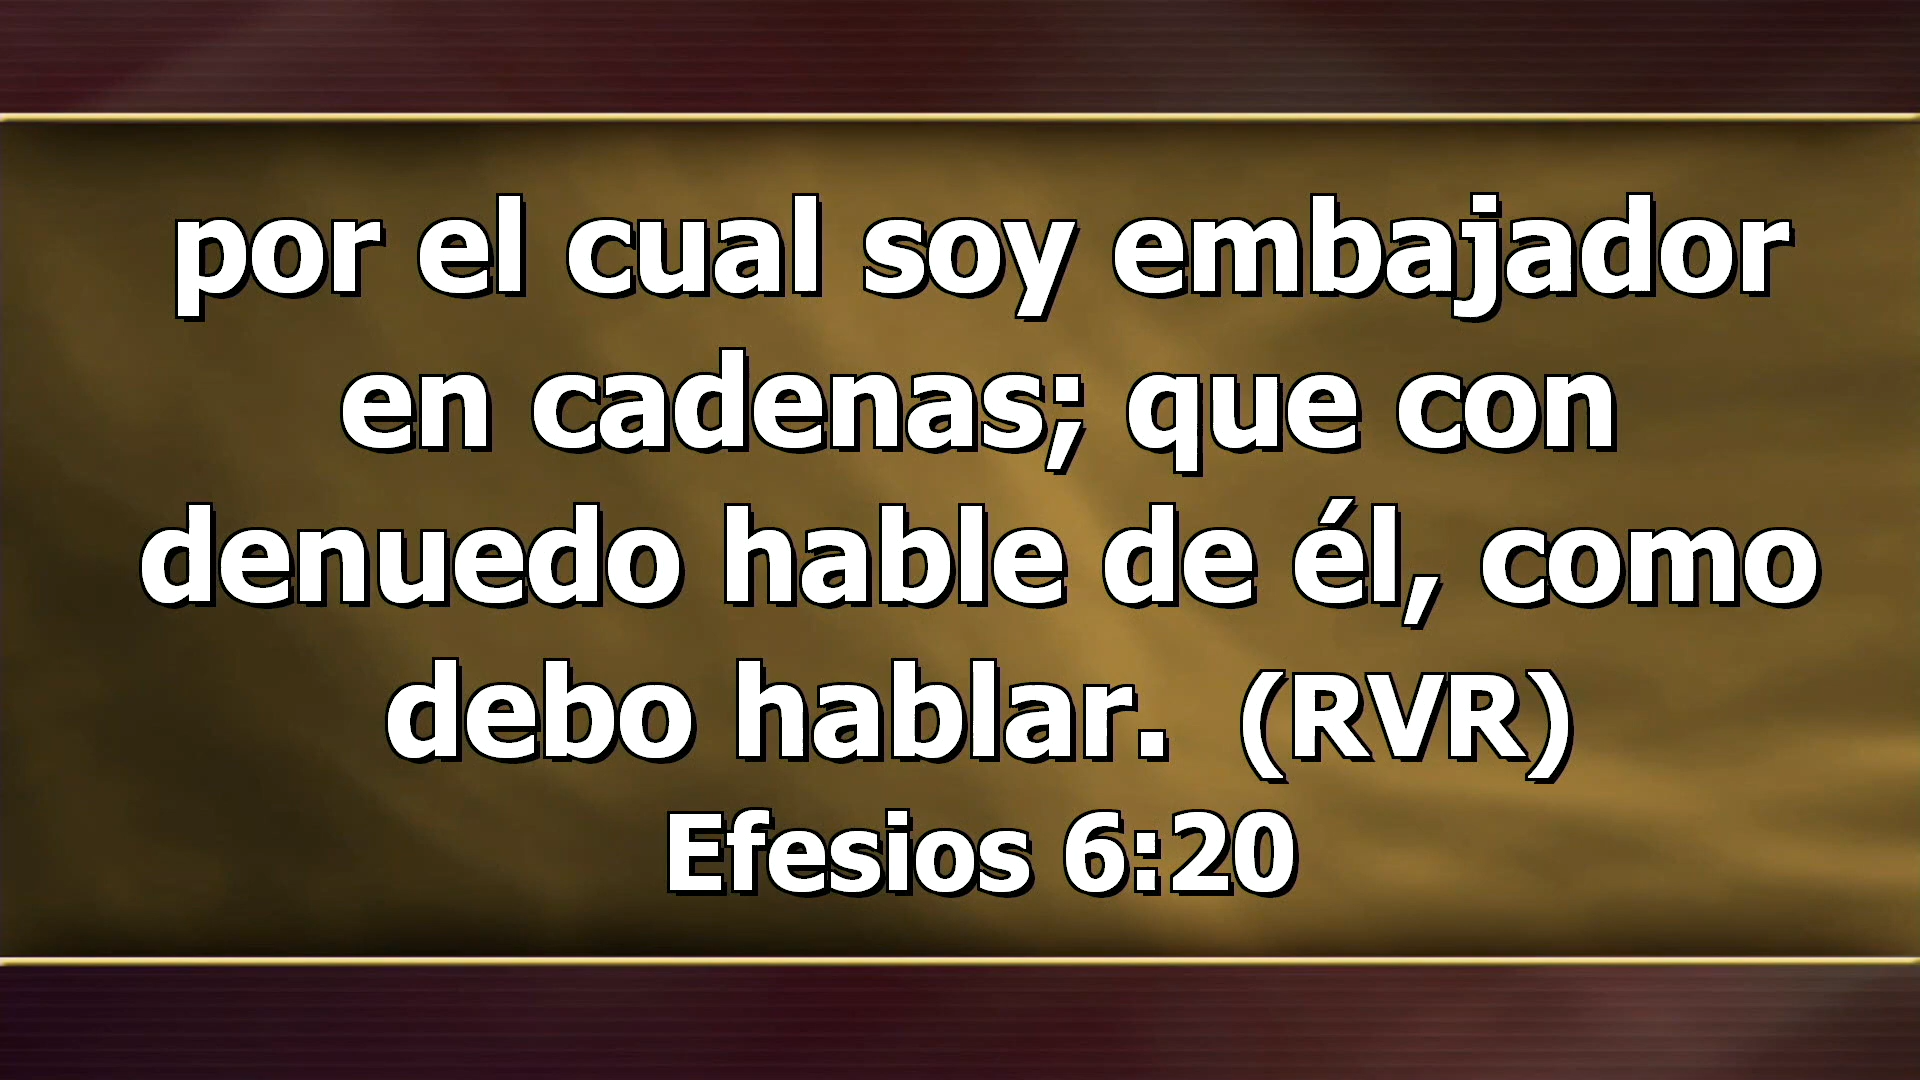 por el cual soy embajador
en cadenas; que con
denuedo hable de él, como
debo hablar.  (RVR)
Efesios 6:20